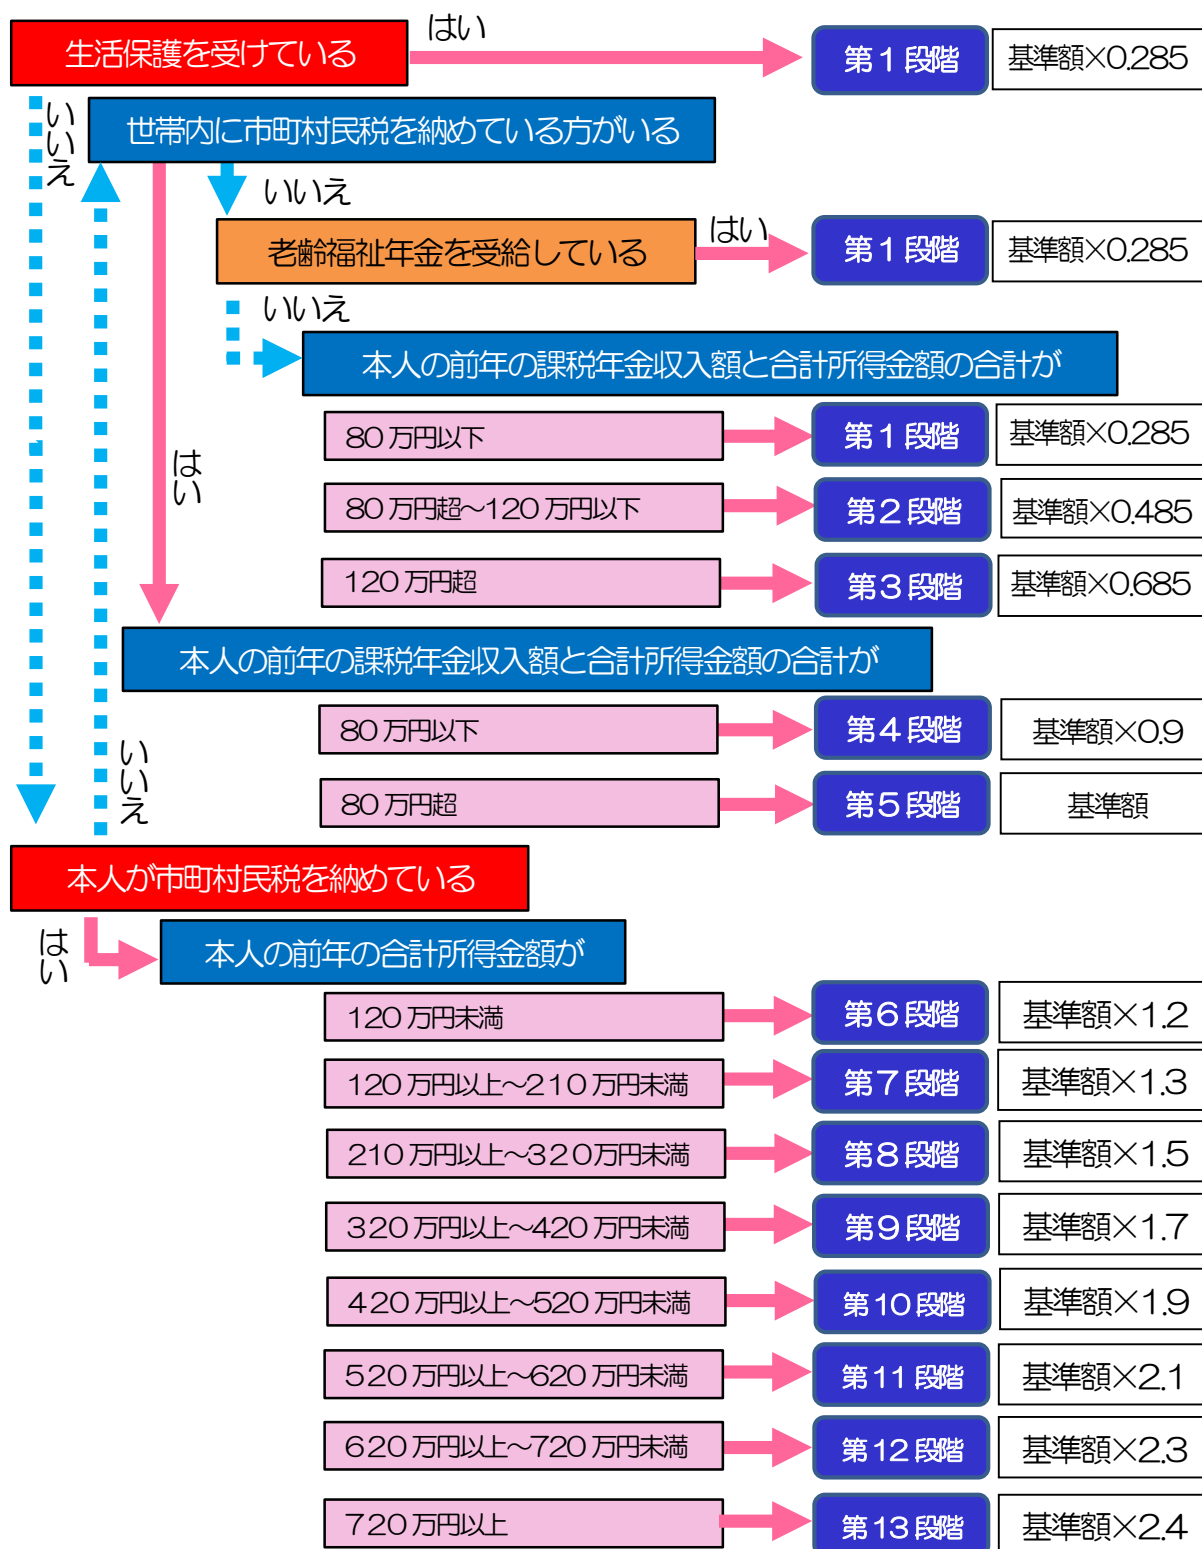 生活保護を受けている
はい
第1段階
基準額×0.285
いいえ
世帯内に市町村民税を納めている方がいる
いいえ
老齢福祉年金を受給している
はい
第1段階
基準額×0.285
いいえ
本人の前年の課税年金収入額と合計所得金額の合計が
80万円以下
第1段階
基準額×0.285
80万円超～120万円以下
第2段階
基準額×0.485
120万円超
第3段階
基準額×0.685
はい
本人の前年の課税年金収入額と合計所得金額の合計が
80万円以下
第4段階
基準額×0.9
80万円超
第5段階
基準額
いいえ
本人が市町村民税を納めている
はい
本人の前年の合計所得金額が
120万円未満
第6段階
基準額×1.2
120万円以上～210万円未満
第7段階
基準額×1.3
210万円以上～320万円未満
第8段階
基準額×1.5
320万円以上～420万円未満
第9段階
基準額×1.7
420万円以上～520万円未満
第10段階
基準額×1.9
520万円以上～620万円未満
第11段階
基準額×2.1
620万円以上～720万円未満
第12段階
基準額×2.3
720万円以上
第13段階
基準額×2.4